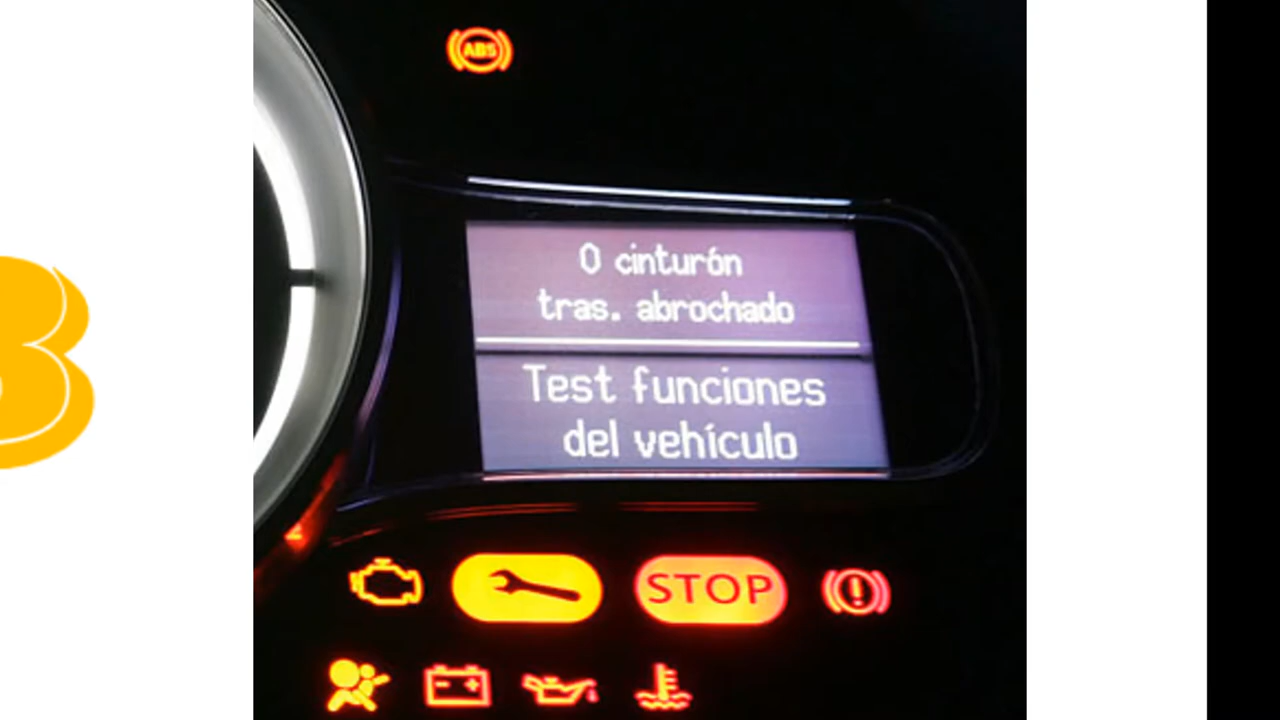 ABS
0 cinturón
tras. abrochado
Test funciones
del vehículo
STOP